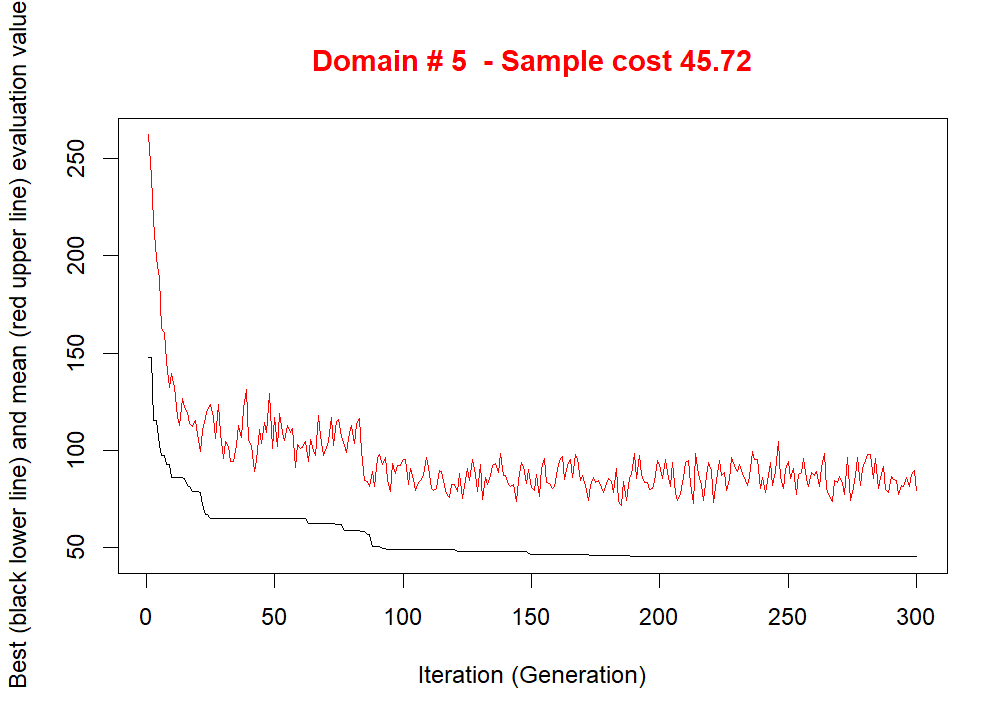 Domain # 5  - Sample cost 45.72
Best (black lower line) and mean (red upper line) evaluation value
250
200
150
100
50
0 50 100 150 200 250 300
Iteration (Generation)